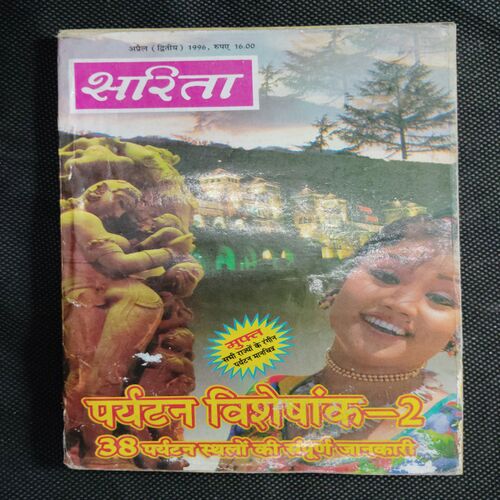 अप्रैल (द्वितीय) 1996, रुपए 16.00
सरिता
मुफ्त
सभी राज्यों के रंगीन
पर्यटन मानचित्र
पर्यटन विशेषांक–2
38 पर्यटन स्थलों की संपूर्ण जानकारी